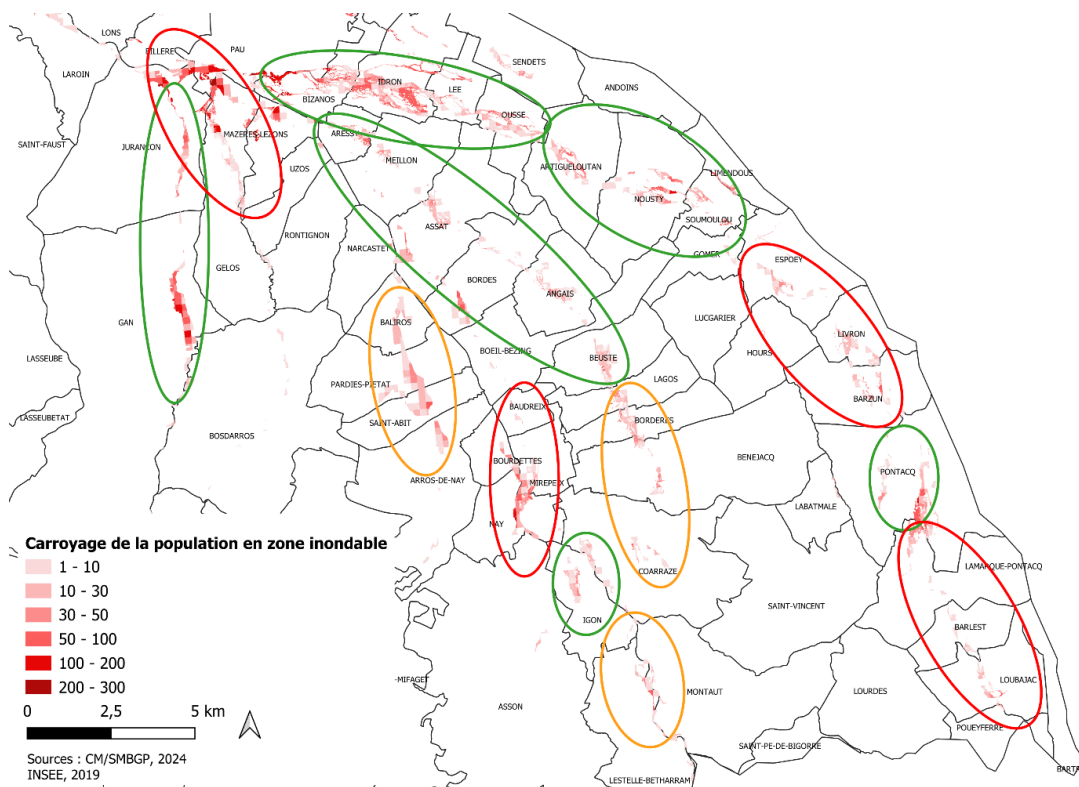 LONS
BILLERE
PAU
SENDETS
LAROIN
IDRON
LEE
ANDOINS
BIZANOS
OUSSE
ARESSY
MAZERES-LEZONS
SAINT-FAUST
JURANCON
MEILLON
ARTIGUELOUTAN
LIMENDOUS
UZOS
NOUSTY
SOUMOULOU
ASSAT
RONTIGNON
NARCASTET
GOMER
ESPOEY
GELOS
BORDES
ANGAIS
GAN
BALIROS
LUCGARIER
LIVRON
BOEIL-BEZING
HOURS
LASSEUBE
BEUSTE
PARDIES-PIETAT
LAGOS
BARZUN
BAUDREIX
LASSEUBETAT
SAINT-ABIT
BORDERES
BOSDARROS
BENEJACQ
BOURDETTES
PONTACQ
ARROS-DE-NAY
MIREPEIX
LABATMALE
NAY
COARRAZE
LAMARQUE-PONTACQ
SAINT-VINCENT
IGON
BARLEST
-MIFAGET
LOUBAJAC
MONTAUT
LOURDES
ASSON
POUEYFERRE
SAINT-PE-DE-BIGORRE
BARTR
LESTELLE-BETHARRAM
Carroyage de la population en zone inondable
1 - 10
10 - 30
30 - 50
50 - 100
100 - 200
200 - 300
0 2,5 5 km
Sources : CM/SMBGP, 2024
INSEE, 2019